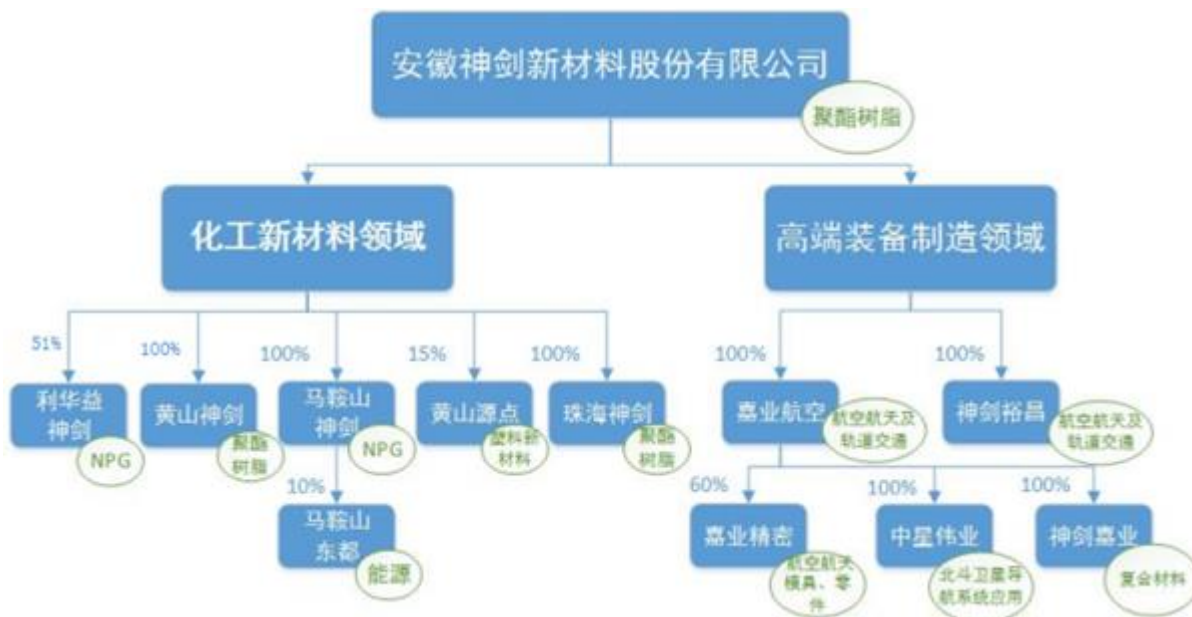 安徽神剑新材料股份有限公司
聚酯树脂
化工新材料领域
高端装备制造领域
51%
100%
100%
15%
100%
100%
100%
利华益
神剑
NPG
黄山神剑
聚酯
树脂
马鞍山
神剑
NPG
黄山源点
塑料新
材料
珠海神剑
聚酯
树脂
嘉业航空
航空航天及
轨道交通
神剑裕昌
航空航天及
轨道交通
10%
60%
100%
100%
马鞍山
东都
能源
嘉业精密
航空航天
模具、零
件
中星伟业
北斗卫星导
航系统应用
神剑嘉业
复合材料